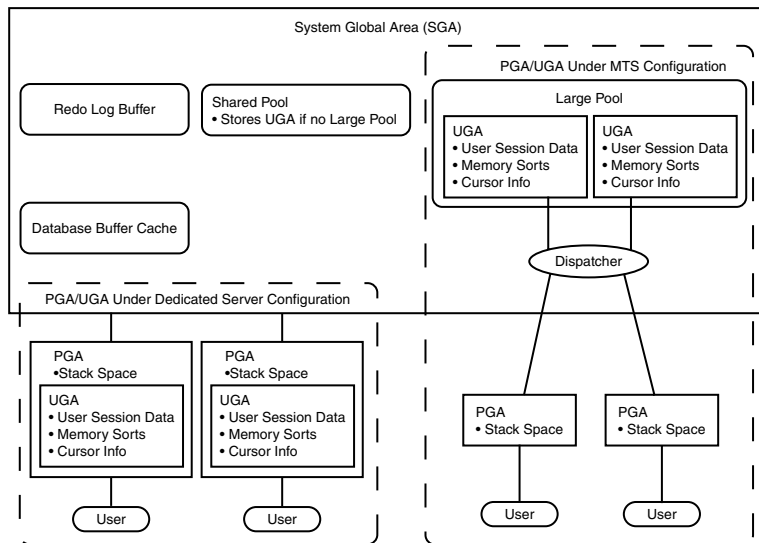 System Global Area (SGA)
PGA/UGA Under MTS Configuration
Redo Log Buffer
Shared Pool
• Stores UGA if no Large Pool
Large Pool
UGA
• User Session Data
• Memory Sorts
• Cursor Info
UGA
• User Session Data
• Memory Sorts
• Cursor Info
Database Buffer Cache
Dispatcher
PGA/UGA Under Dedicated Server Configuration
PGA
•Stack Space
UGA
• User Session Data
• Memory Sorts
• Cursor Info
User
PGA
•Stack Space
UGA
• User Session Data
• Memory Sorts
• Cursor Info
User
PGA
• Stack Space
User
PGA
• Stack Space
User